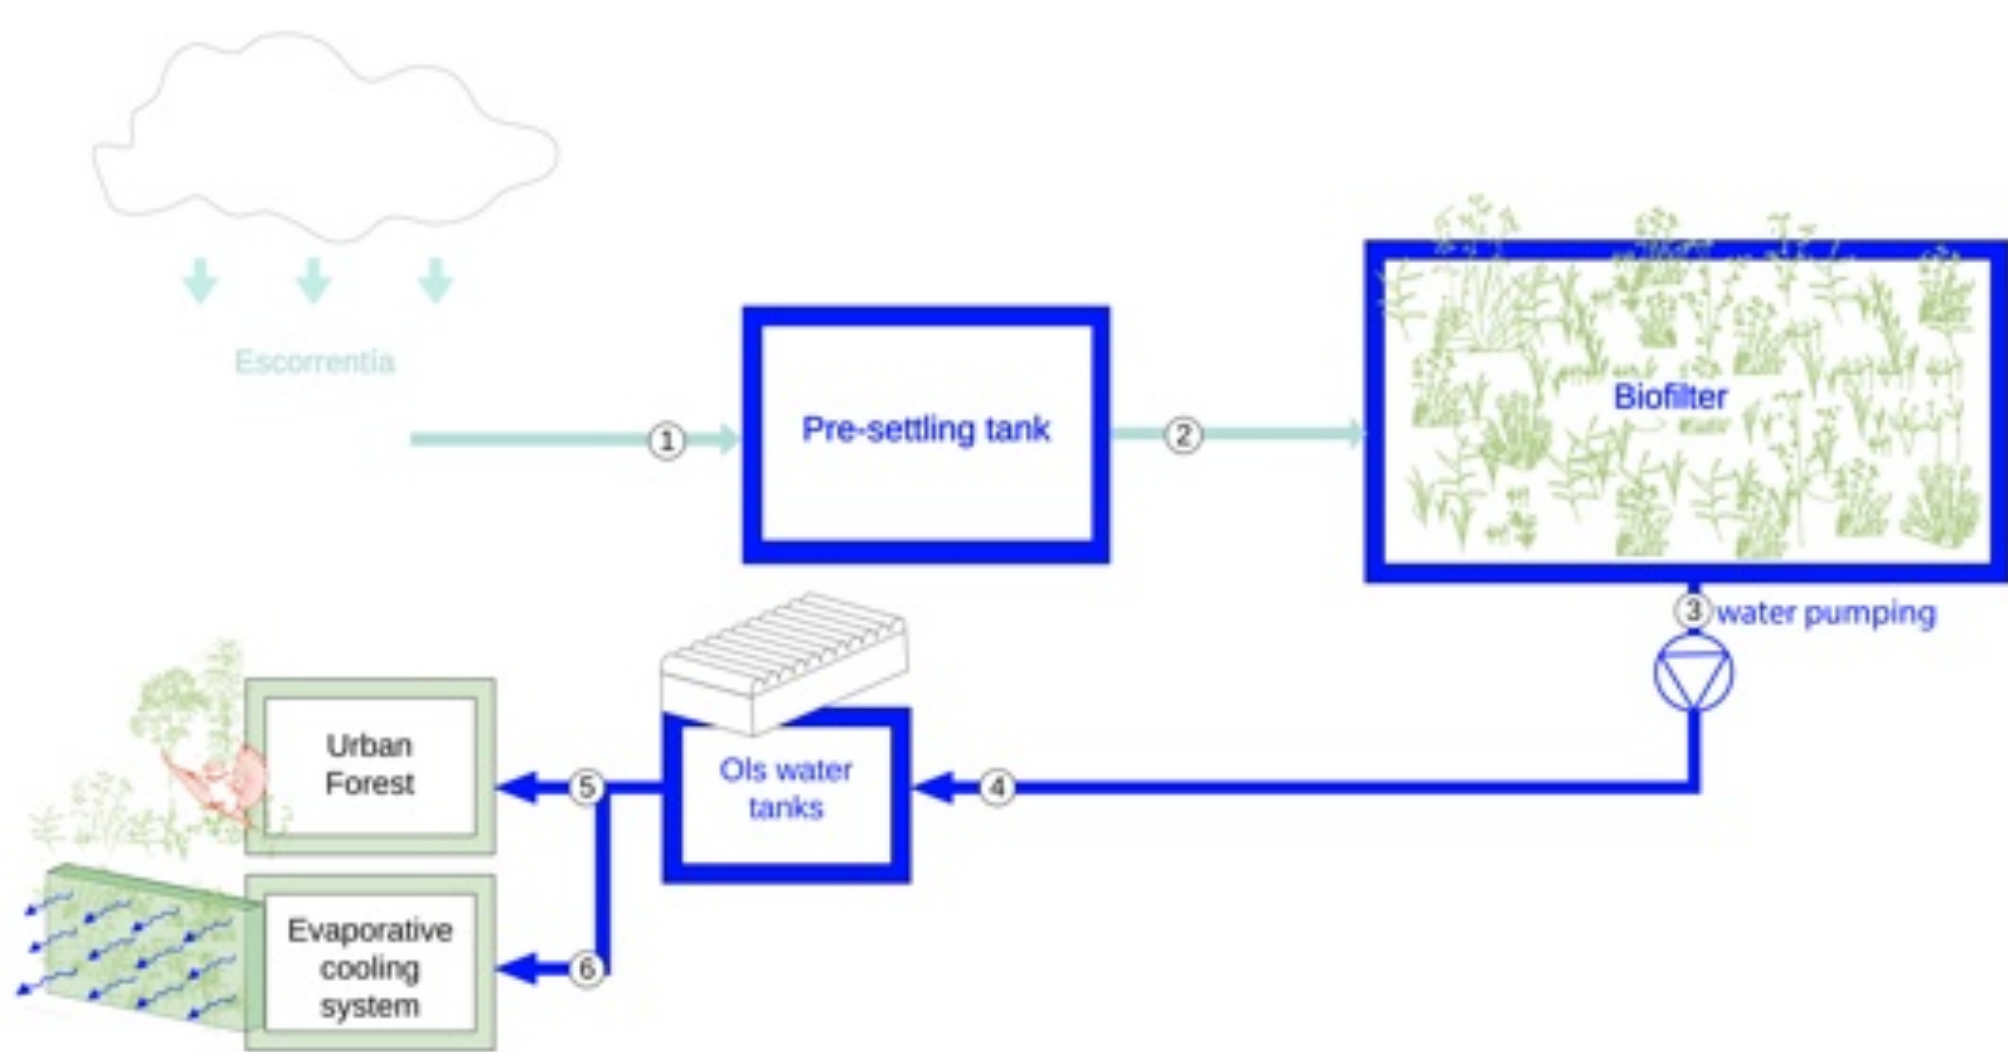 Escorrentía
1
Pre-settling tank
2
Biofilter
3 water pumping
Urban
Forest
5
Ols water
tanks
4
Evaporative
cooling
system
6